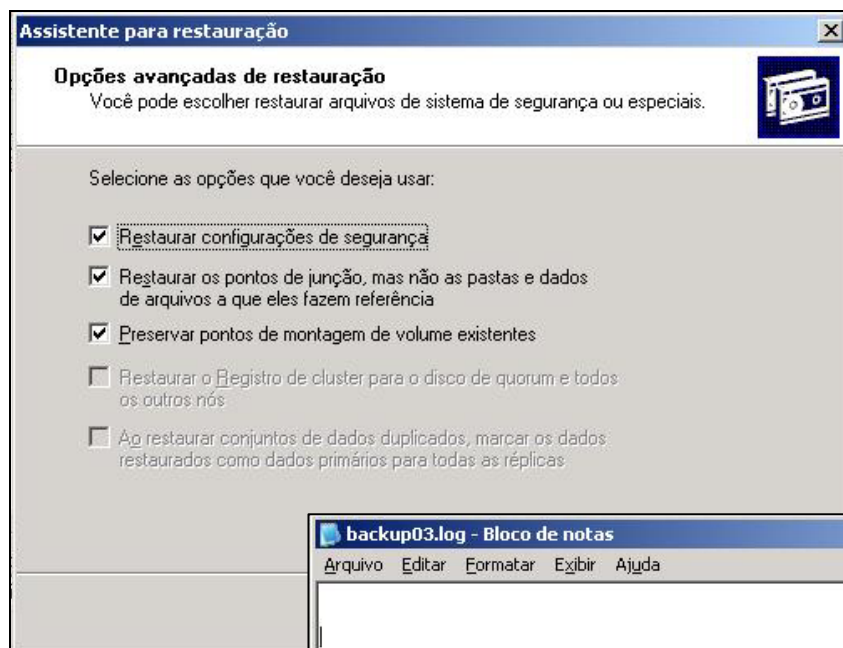 Assistente para restauração
Opções avançadas de restauração
Você pode escolher restaurar arquivos de sistema de segurança ou especiais.
Selecione as opções que você deseja usar:
Restaurar configurações de segurança
Restaurar os pontos de junção, mas não as pastas e dados
de arquivos a que eles fazem referência
Preservar pontos de montagem de volume existentes
Restaurar o Registro de cluster para o disco de quorum e todos
os outros nós
Ao restaurar conjuntos de dados duplicados, marcar os dados
restaurados como dados primários para todas as réplicas
backup03.log - Bloco de notas
Arquivo Editar Formatar Exibir Ajuda